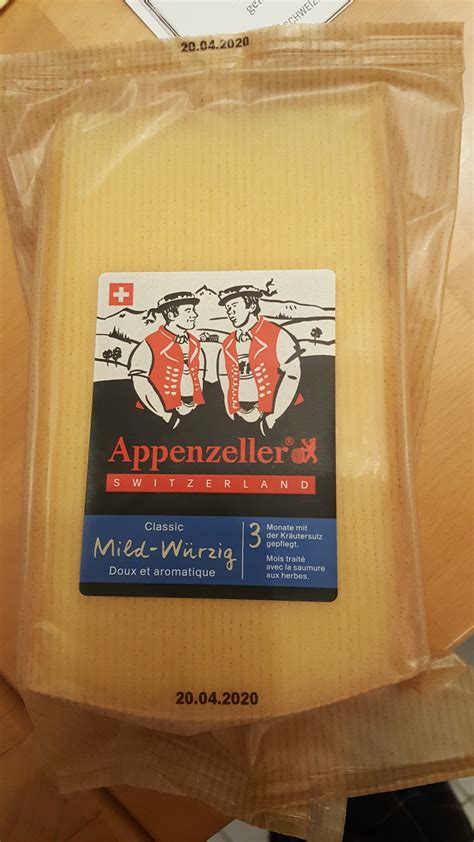 SCHWEIZ
20.04.2020
Appenzeller®
SWITZERLAND
Classic
Mild-Würzig
Doux et aromatique
3
Monate mit
der Kräutersulz
gepflegt.
Mois traité
avec la saumure
aux herbes.
20.04.2020